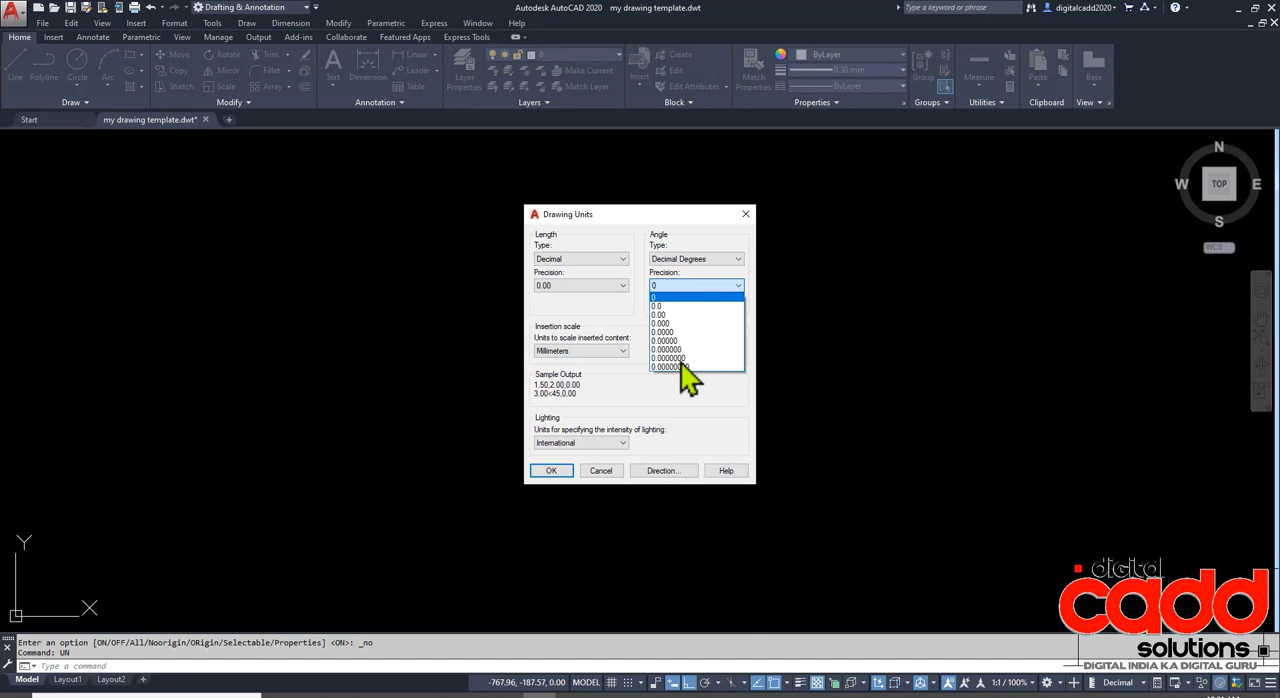 Drafting & Annotation
Autodesk AutoCAD 2020 my drawing template.dwt
Type a keyword or phrase
digitalcadd2020
File Edit View Insert Format Tools Draw Dimension Modify Parametric Express Window Help
Home Insert Annotate Parametric View Manage Output Add-ins Collaborate Featured Apps Express Tools
Line Polyline Circle Arc
Move Rotate Trim
Copy Mirror Fillet
Stretch Scale Array
Text Dimension
Linear
Leader
Table
Layer Properties
0
Make Current
Match Layer
Insert
Create
Edit
Edit Attributes
Match Properties
ByLayer
0.30 mm
ByLayer
Group
Measure
Paste
Base
Draw Modify Annotation Layers Block Properties Groups Utilities Clipboard View
Start my drawing template.dwt*
N
W TOP E
S
WCS
Drawing Units
Length
Type:
Decimal
Precision:
0.00
Angle
Type:
Decimal Degrees
Precision:
0
0
0.0
0.00
0.000
0.0000
0.00000
0.000000
0.0000000
Insertion scale
Units to scale inserted content:
Millimeters
Sample Output
1.50,2.00,0.00
3.00<45,0.00
Lighting
Units for specifying the intensity of lighting:
International
OK Cancel Direction... Help
Y
X
digital
cadd
solutions
DIGITAL INDIA KA DIGITAL GURU
Enter an option [ON/OFF/All/Noorigin/ORigin/Selectable/Properties] <ON>: _no
Command: UN
Type a command
Model Layout1 Layout2
-767.96, -187.57, 0.00 MODEL
1:1 / 100%
Decimal